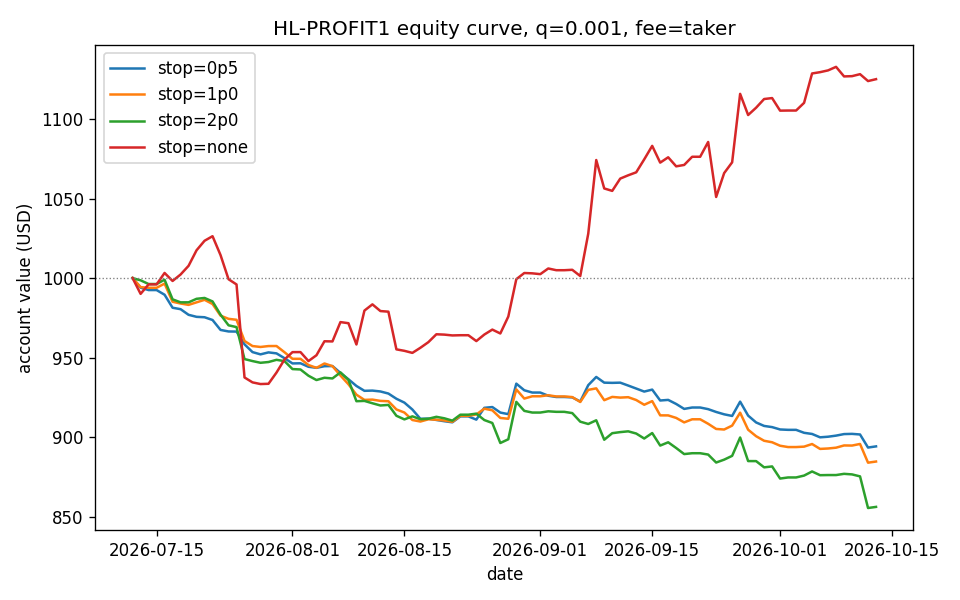 HL-PROFIT1 equity curve, q=0.001, fee=taker
stop=0p5
stop=1p0
stop=2p0
stop=none
account value (USD)
1100
1050
1000
950
900
850
2026-07-15
2026-08-01
2026-08-15
2026-09-01
2026-09-15
2026-10-01
2026-10-15
date